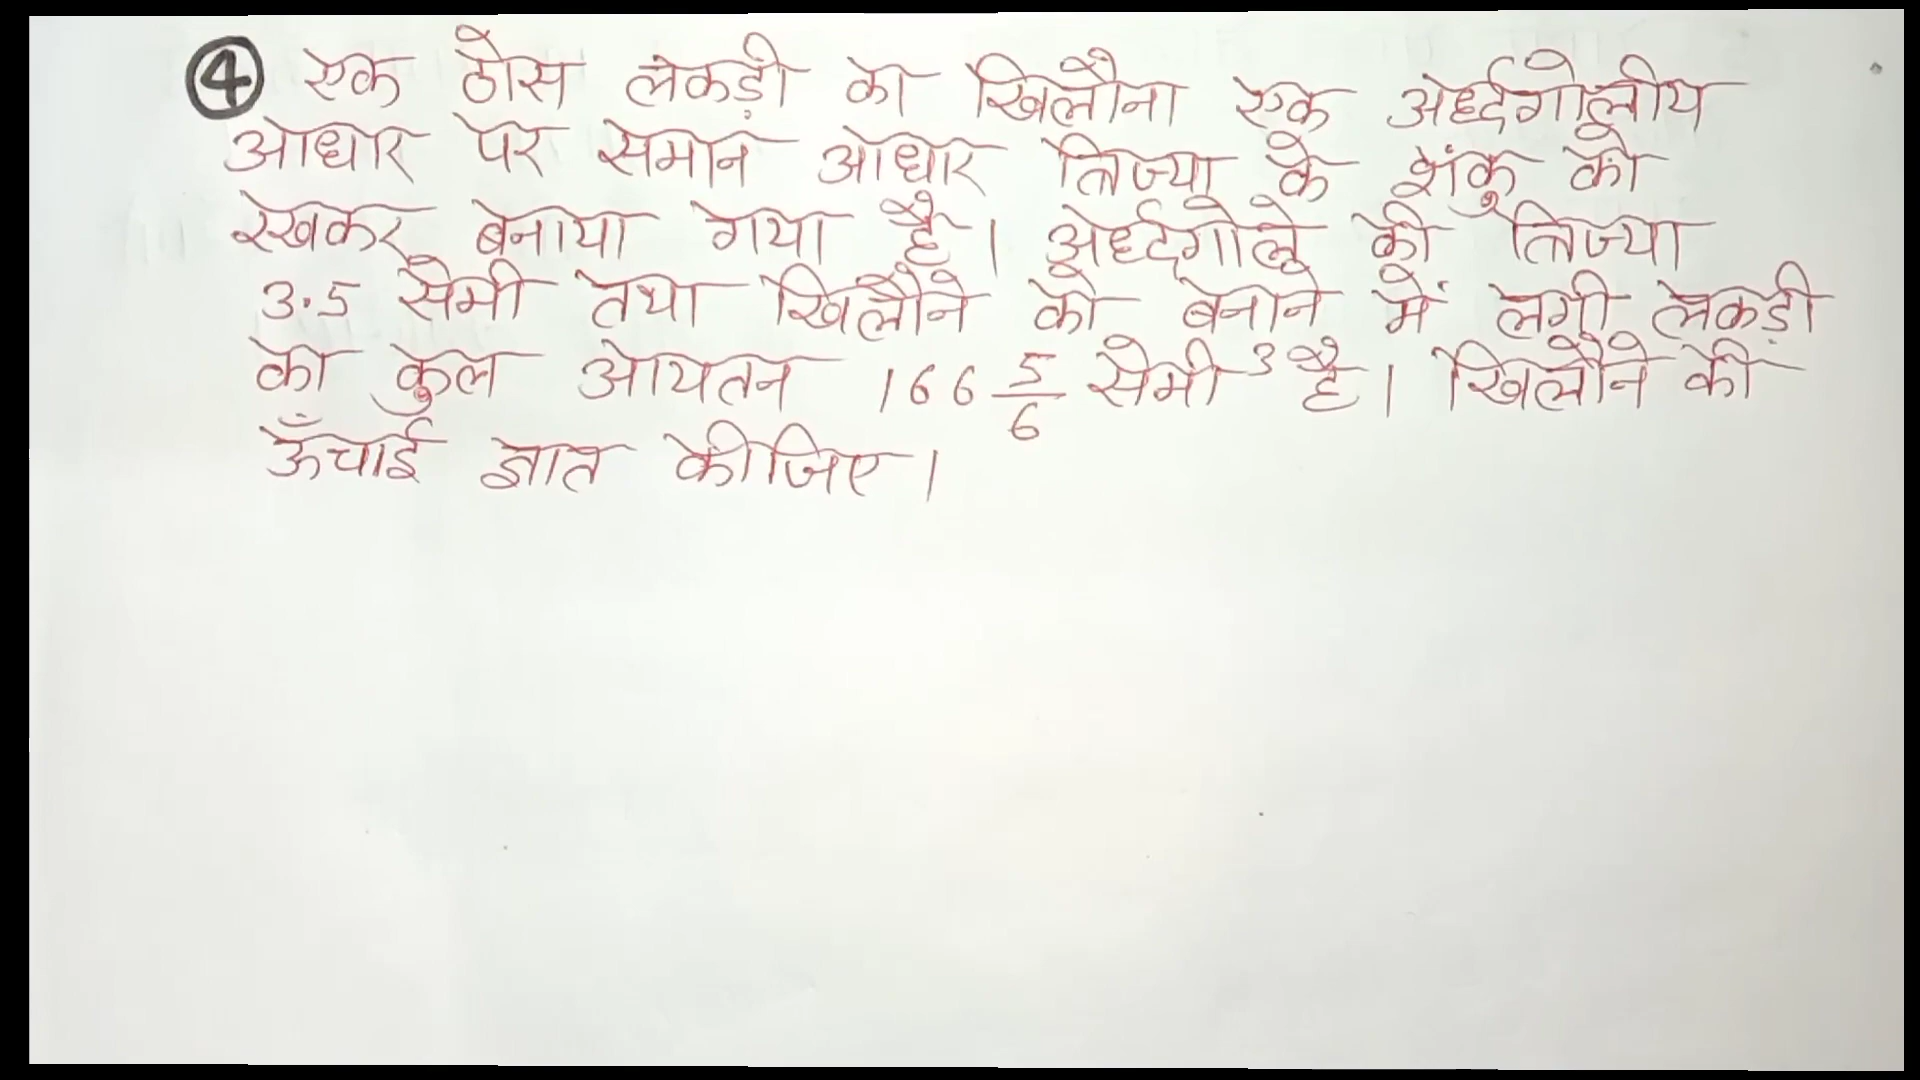 ④ एक ठोस लकड़ी का खिलौना एक अर्द्धगोलीय
आधार पर समान आधार त्रिज्या के शंकु को
रखकर बनाया गया है। अर्द्धगोले की त्रिज्या
3.5 सेमी तथा खिलौने को बनाने में लगी लकड़ी
का कुल आयतन 166 5/6 सेमी³ है। खिलौने की
ऊँचाई ज्ञात कीजिए।